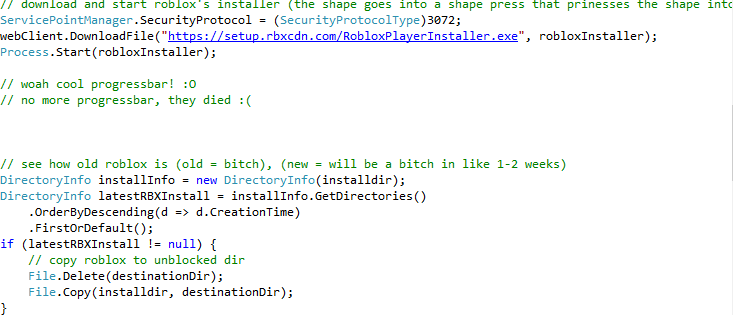 // download and start roblox's installer (the shape goes into a shape press that prinesses the shape into
ServicePointManager.SecurityProtocol = (SecurityProtocolType)3072;
webClient.DownloadFile("https://setup.rbxcdn.com/RobloxPlayerInstaller.exe", robloxInstaller);
Process.Start(robloxInstaller);
// woah cool progressbar! :O
// no more progressbar, they died :(
// see how old roblox is (old = bitch), (new = will be a bitch in like 1-2 weeks)
DirectoryInfo installInfo = new DirectoryInfo(installdir);
DirectoryInfo latestRBXInstall = installInfo.GetDirectories()
    .OrderByDescending(d => d.CreationTime)
    .FirstOrDefault();
if (latestRBXInstall != null) {
    // copy roblox to unblocked dir
    File.Delete(destinationDir);
    File.Copy(installdir, destinationDir);
}